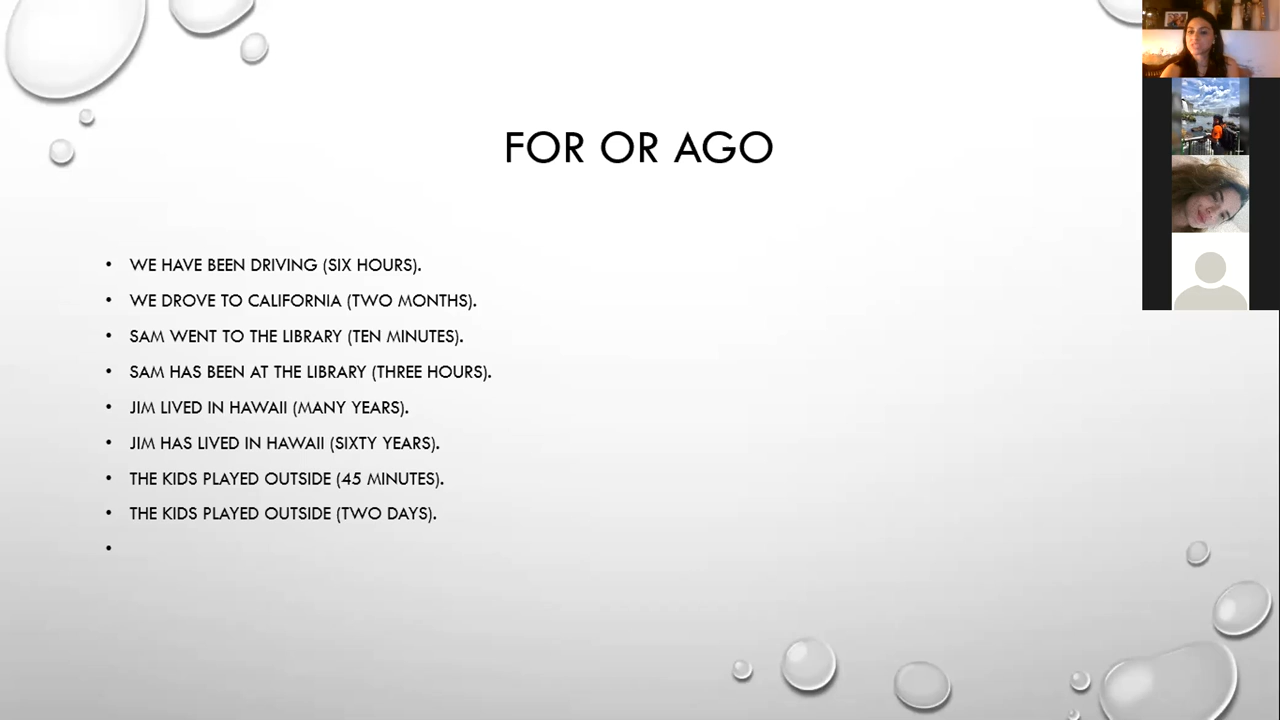 FOR OR AGO
• WE HAVE BEEN DRIVING (SIX HOURS).
• WE DROVE TO CALIFORNIA (TWO MONTHS).
• SAM WENT TO THE LIBRARY (TEN MINUTES).
• SAM HAS BEEN AT THE LIBRARY (THREE HOURS).
• JIM LIVED IN HAWAII (MANY YEARS).
• JIM HAS LIVED IN HAWAII (SIXTY YEARS).
• THE KIDS PLAYED OUTSIDE (45 MINUTES).
• THE KIDS PLAYED OUTSIDE (TWO DAYS).
•